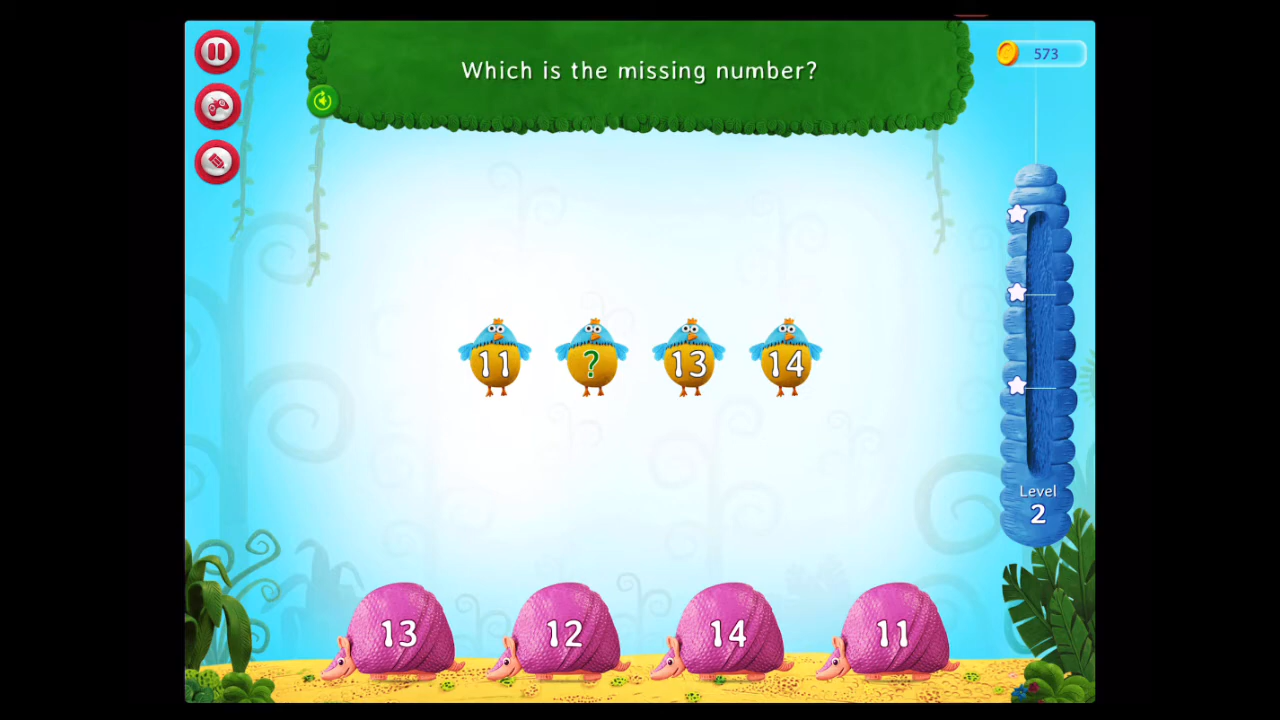 Which is the missing number?
573
11 ? 13 14
Level
2
13 12 14 11